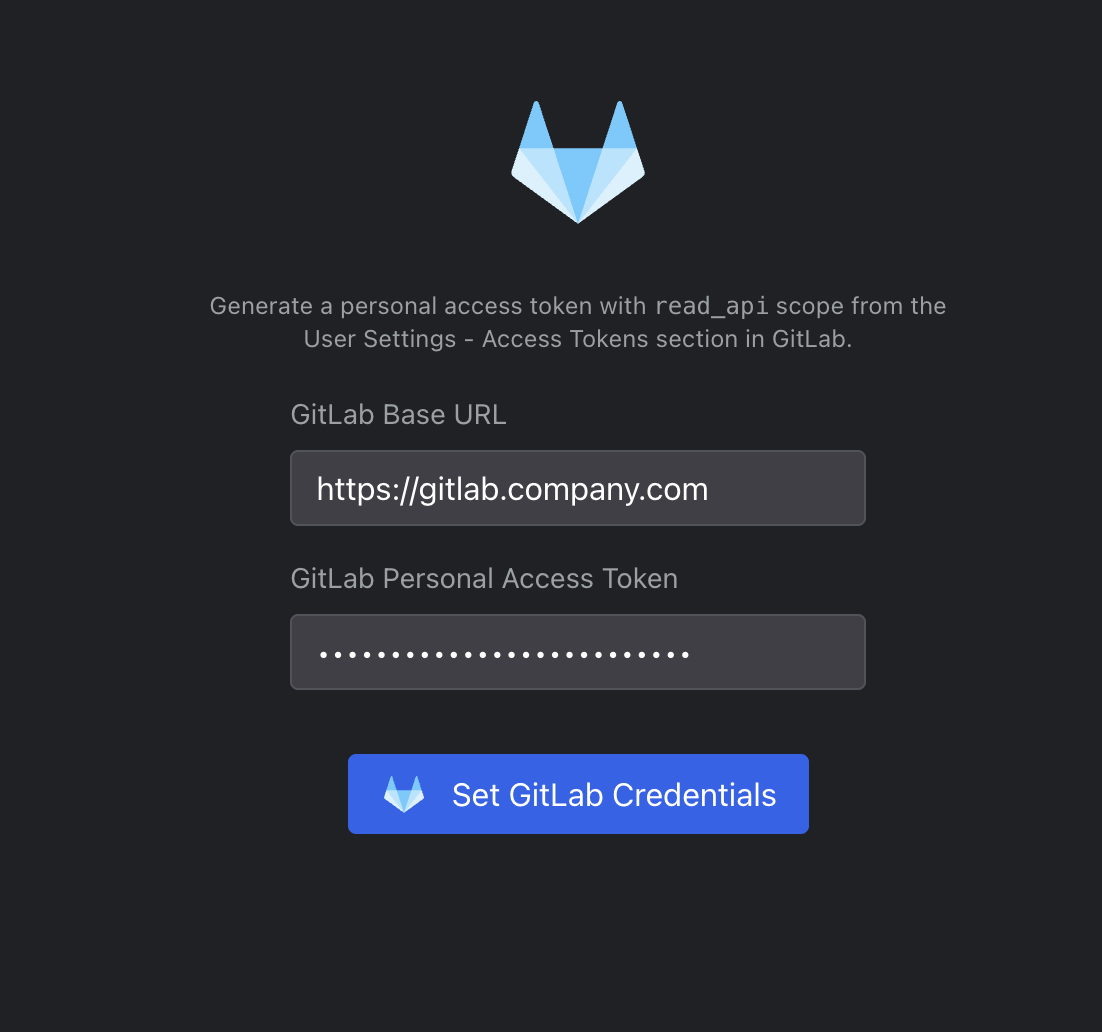 Generate a personal access token with read_api scope from the
User Settings - Access Tokens section in GitLab.
GitLab Base URL
https://gitlab.company.com
GitLab Personal Access Token
••••••••••••••••••••••••••
Set GitLab Credentials